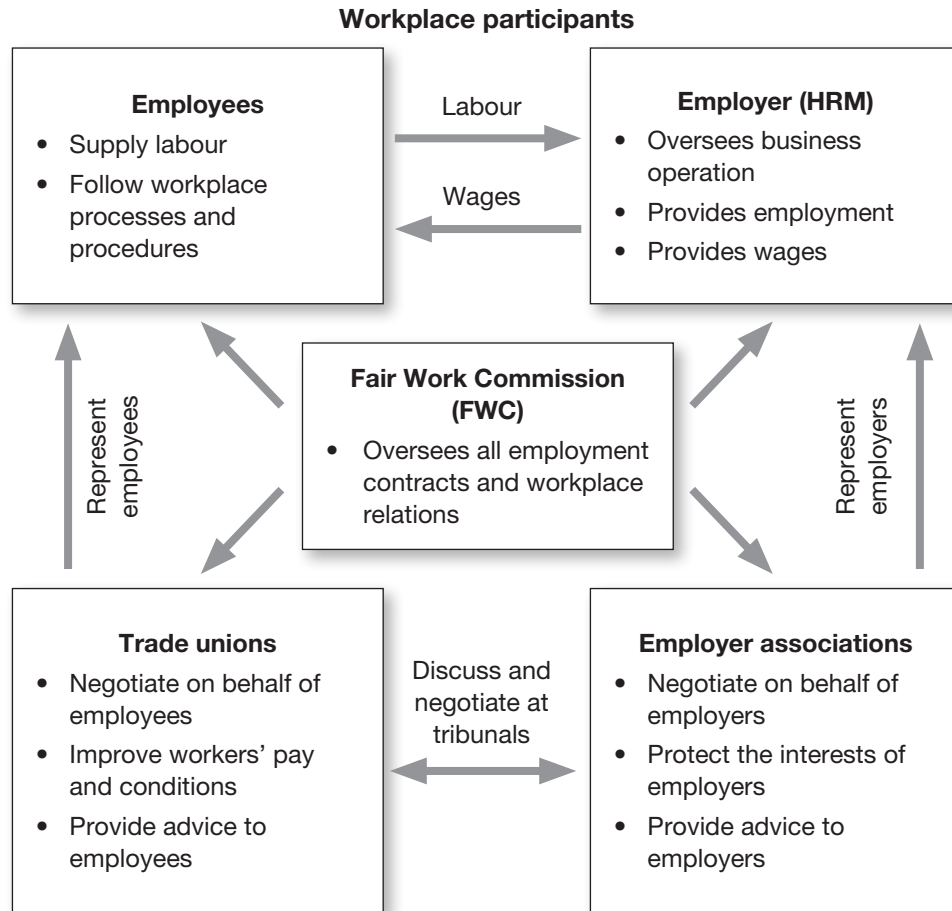 Workplace participants
Employees
• Supply labour
• Follow workplace
processes and
procedures
Labour
Wages
Employer (HRM)
• Oversees business
operation
• Provides employment
• Provides wages
Represent
employees
Fair Work Commission
(FWC)
• Oversees all employment
contracts and workplace
relations
Represent
employers
Trade unions
• Negotiate on behalf of
employees
• Improve workers’ pay
and conditions
• Provide advice to
employees
Discuss and
negotiate at
tribunals
Employer associations
• Negotiate on behalf of
employers
• Protect the interests of
employers
• Provide advice to
employers